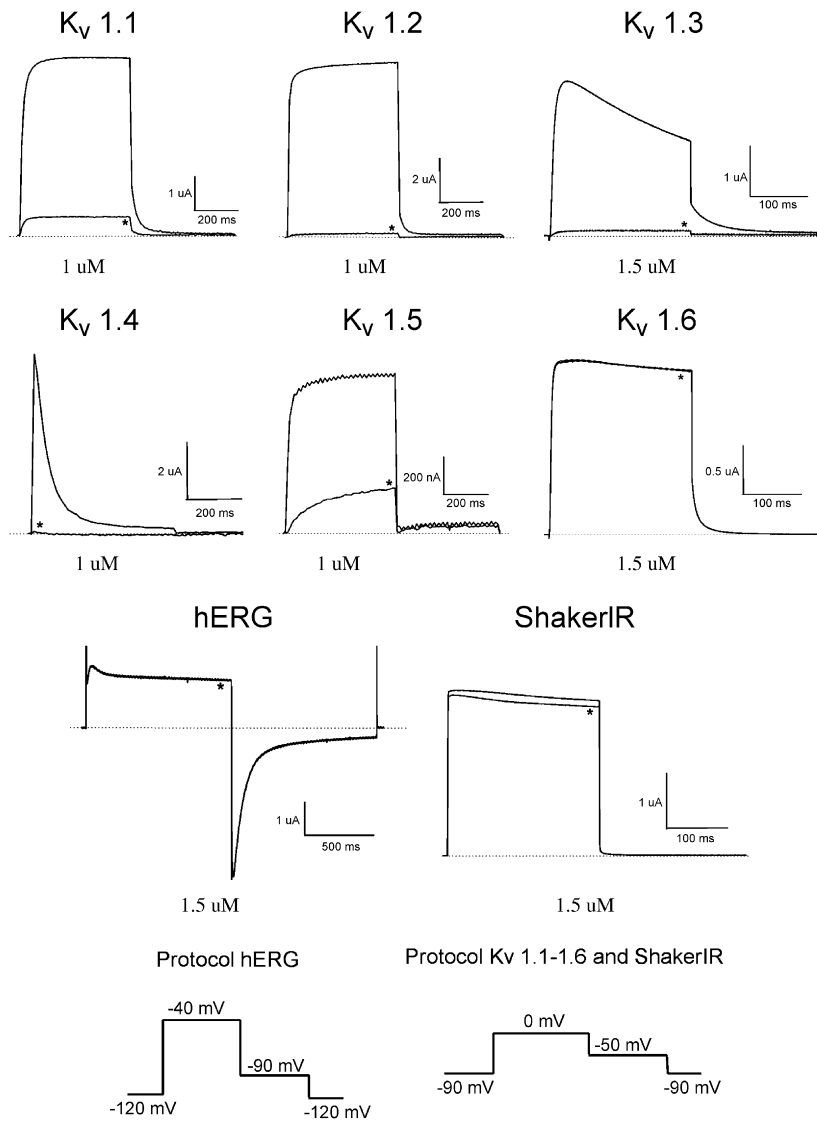 Kv 1.1
Kv 1.2
Kv 1.3
1 uA
200 ms
*
1 uM
2 uA
200 ms
*
1 uM
1 uA
100 ms
*
1.5 uM
Kv 1.4
Kv 1.5
Kv 1.6
2 uA
200 ms
*
1 uM
200 nA
200 ms
*
1 uM
0.5 uA
100 ms
*
1.5 uM
hERG
ShakerIR
*
1 uA
500 ms
1.5 uM
*
1 uA
100 ms
1.5 uM
Protocol hERG
Protocol Kv 1.1-1.6 and ShakerIR
-40 mV
-90 mV
-120 mV
-120 mV
0 mV
-50 mV
-90 mV
-90 mV